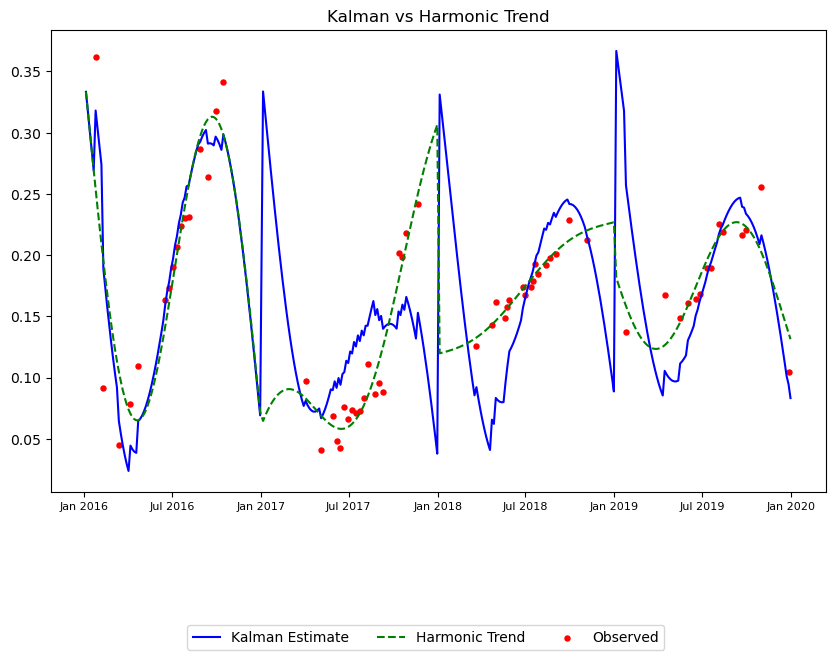 Kalman vs Harmonic Trend
0.35
0.30
0.25
0.20
0.15
0.10
0.05
Jan 2016 Jul 2016 Jan 2017 Jul 2017 Jan 2018 Jul 2018 Jan 2019 Jul 2019 Jan 2020
Kalman Estimate Harmonic Trend Observed